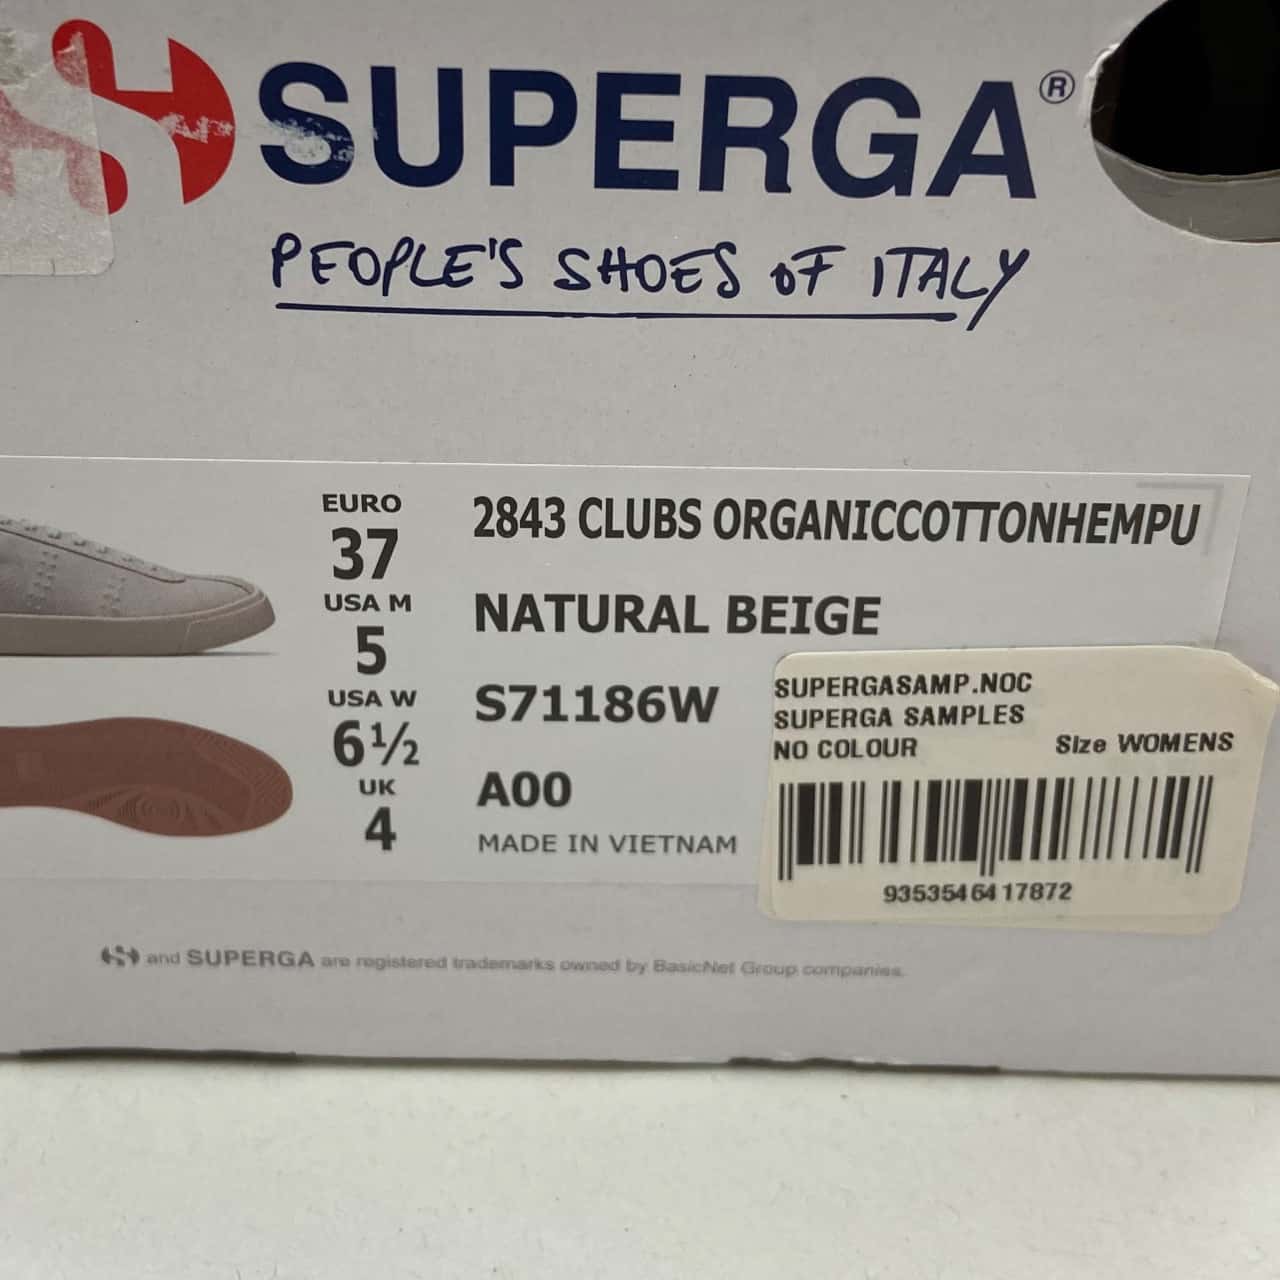 SUPERGA®
PEOPLE'S SHOES OF ITALY
EURO
37
USA M
5
USA W
6½
UK
4
2843 CLUBS ORGANICCOTTONHEMPU
NATURAL BEIGE
S71186W
A00
MADE IN VIETNAM
SUPERGASAMP.NOC
SUPERGA SAMPLES
NO COLOUR Size WOMENS
9353546417872
and SUPERGA are registered trademarks owned by BasicNet Group companies.